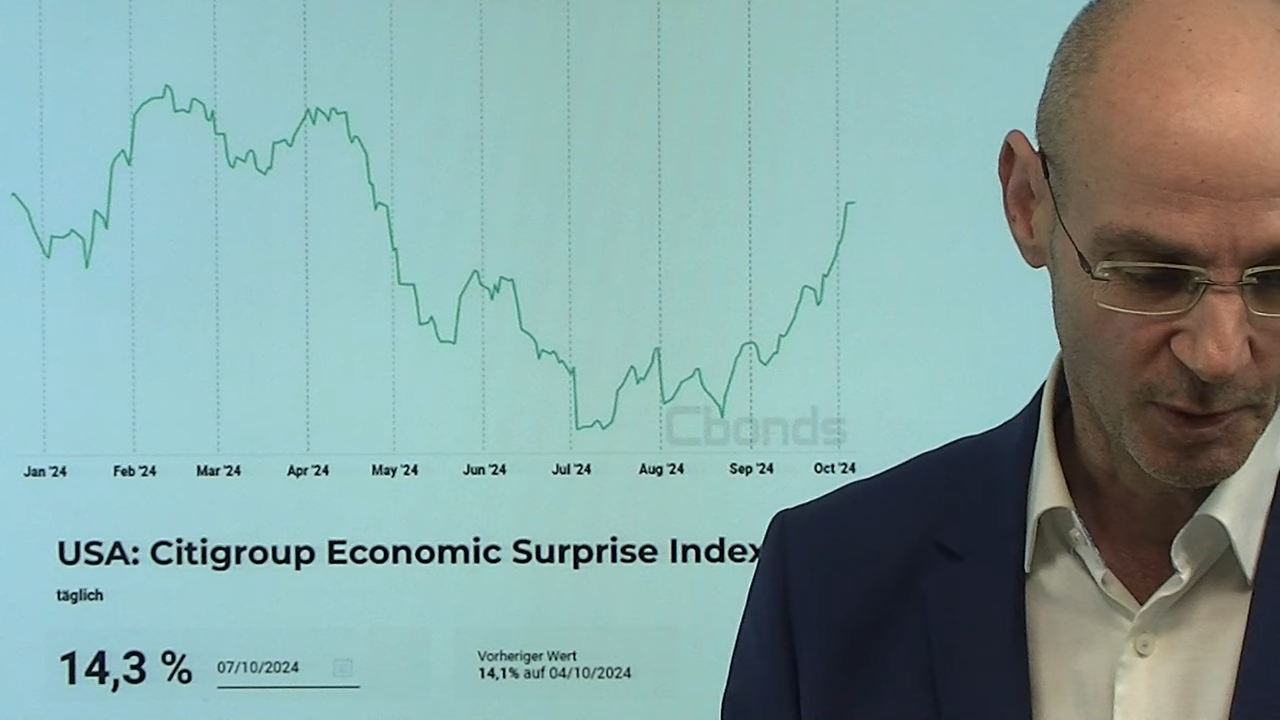 Cbonds
Jan '24 Feb '24 Mar '24 Apr '24 May '24 Jun '24 Jul '24 Aug '24 Sep '24 Oct '24
USA: Citigroup Economic Surprise Index
täglich
14,3 % 07/10/2024
Vorheriger Wert
14,1% auf 04/10/2024